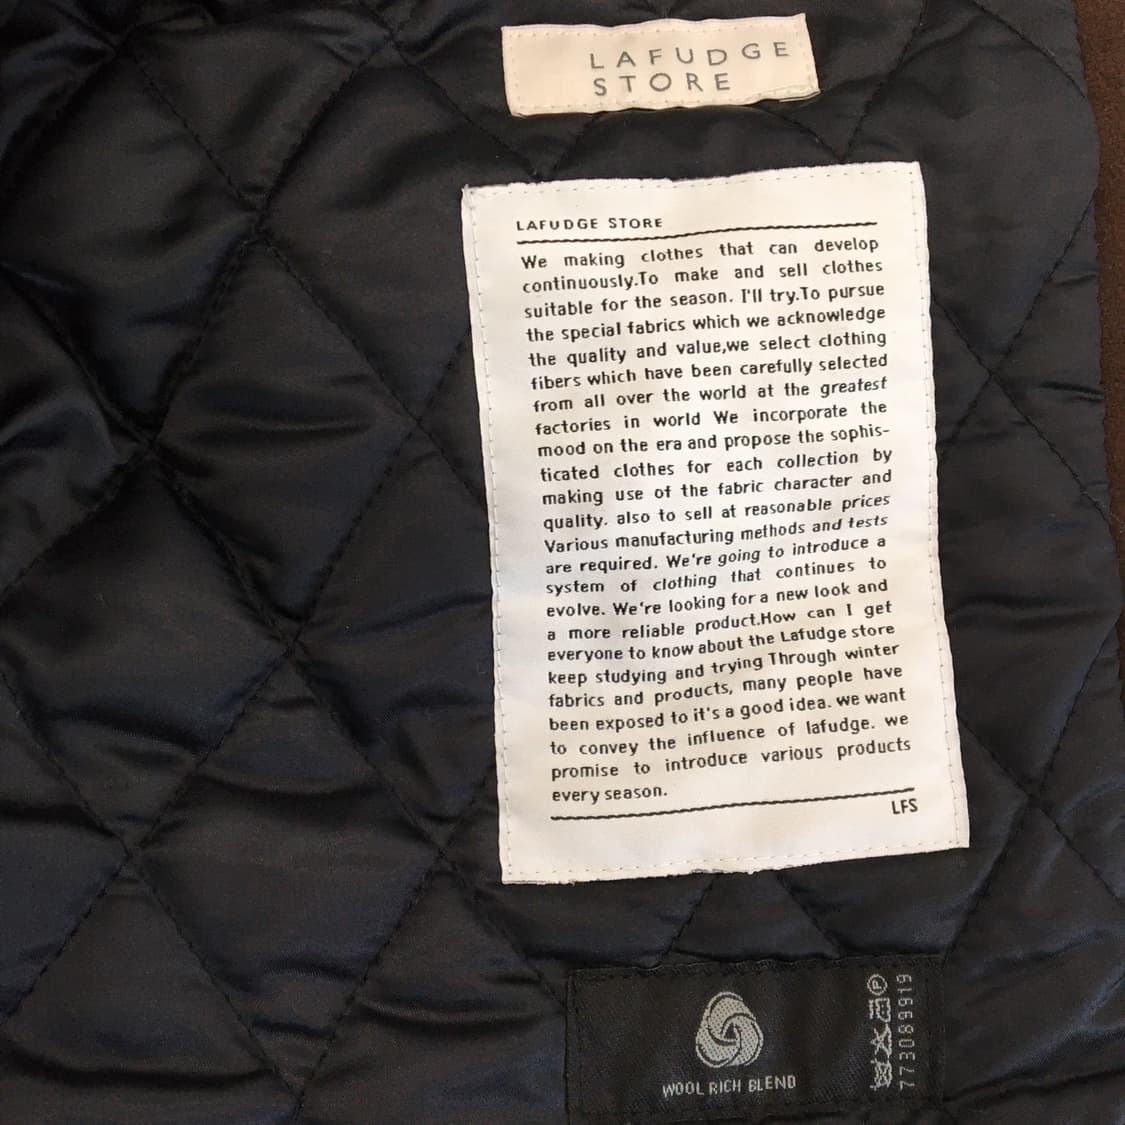 LAFUDGE
STORE
LAFUDGE STORE
We making clothes that can develop
continuously.To make and sell clothes
suitable for the season. I'll try.To pursue
the special fabrics which we acknowledge
the quality and value,we select clothing
fibers which have been carefully selected
from all over the world at the greatest
factories in world We incorporate the
mood on the era and propose the sophis-
ticated clothes for each collection by
making use of the fabric character and
quality. also to sell at reasonable prices
Various manufacturing methods and tests
are required. We're going to introduce a
system of clothing that continues to
evolve. We're looking for a new look and
a more reliable product.How can I get
everyone to know about the Lafudge store
keep studying and trying Through winter
fabrics and products, many people have
been exposed to it's a good idea. we want
to convey the influence of lafudge. we
promise to introduce various products
every season.
LFS
WOOL RICH BLEND
P
773089919